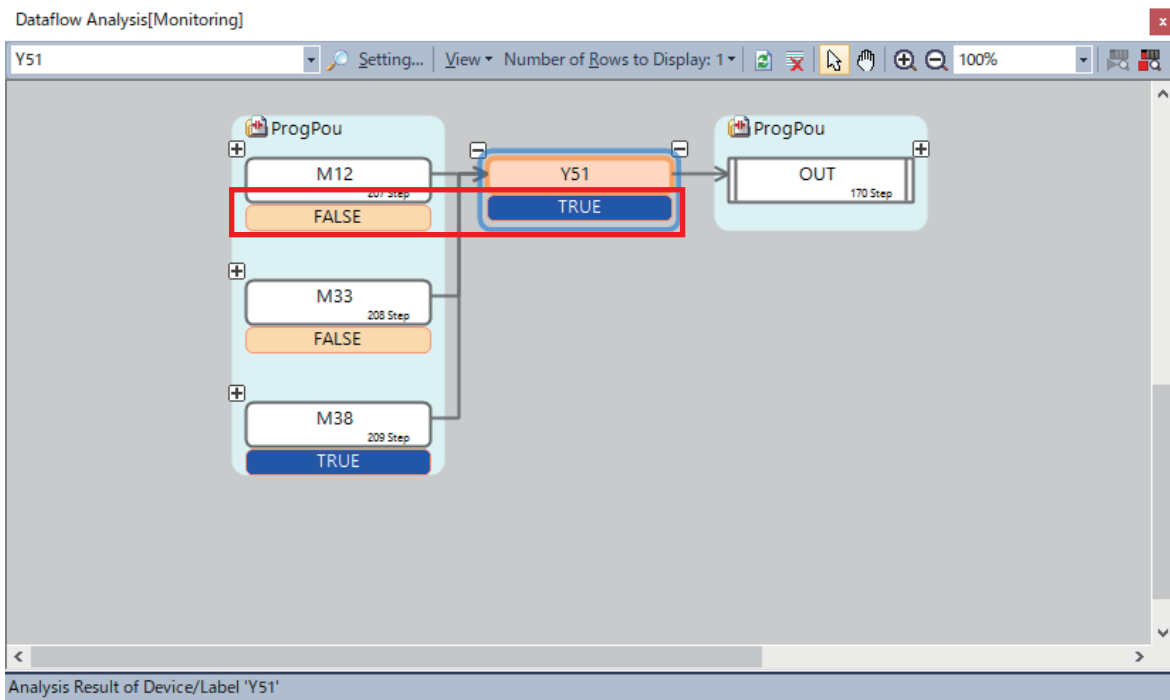 Dataflow Analysis[Monitoring]
x
Y51 Setting... View Number of Rows to Display: 1 100%
ProgPou ProgPou
M12 Y51 OUT
207 Step 170 Step
FALSE TRUE
M33
208 Step
FALSE
M38
209 Step
TRUE
Analysis Result of Device/Label 'Y51'